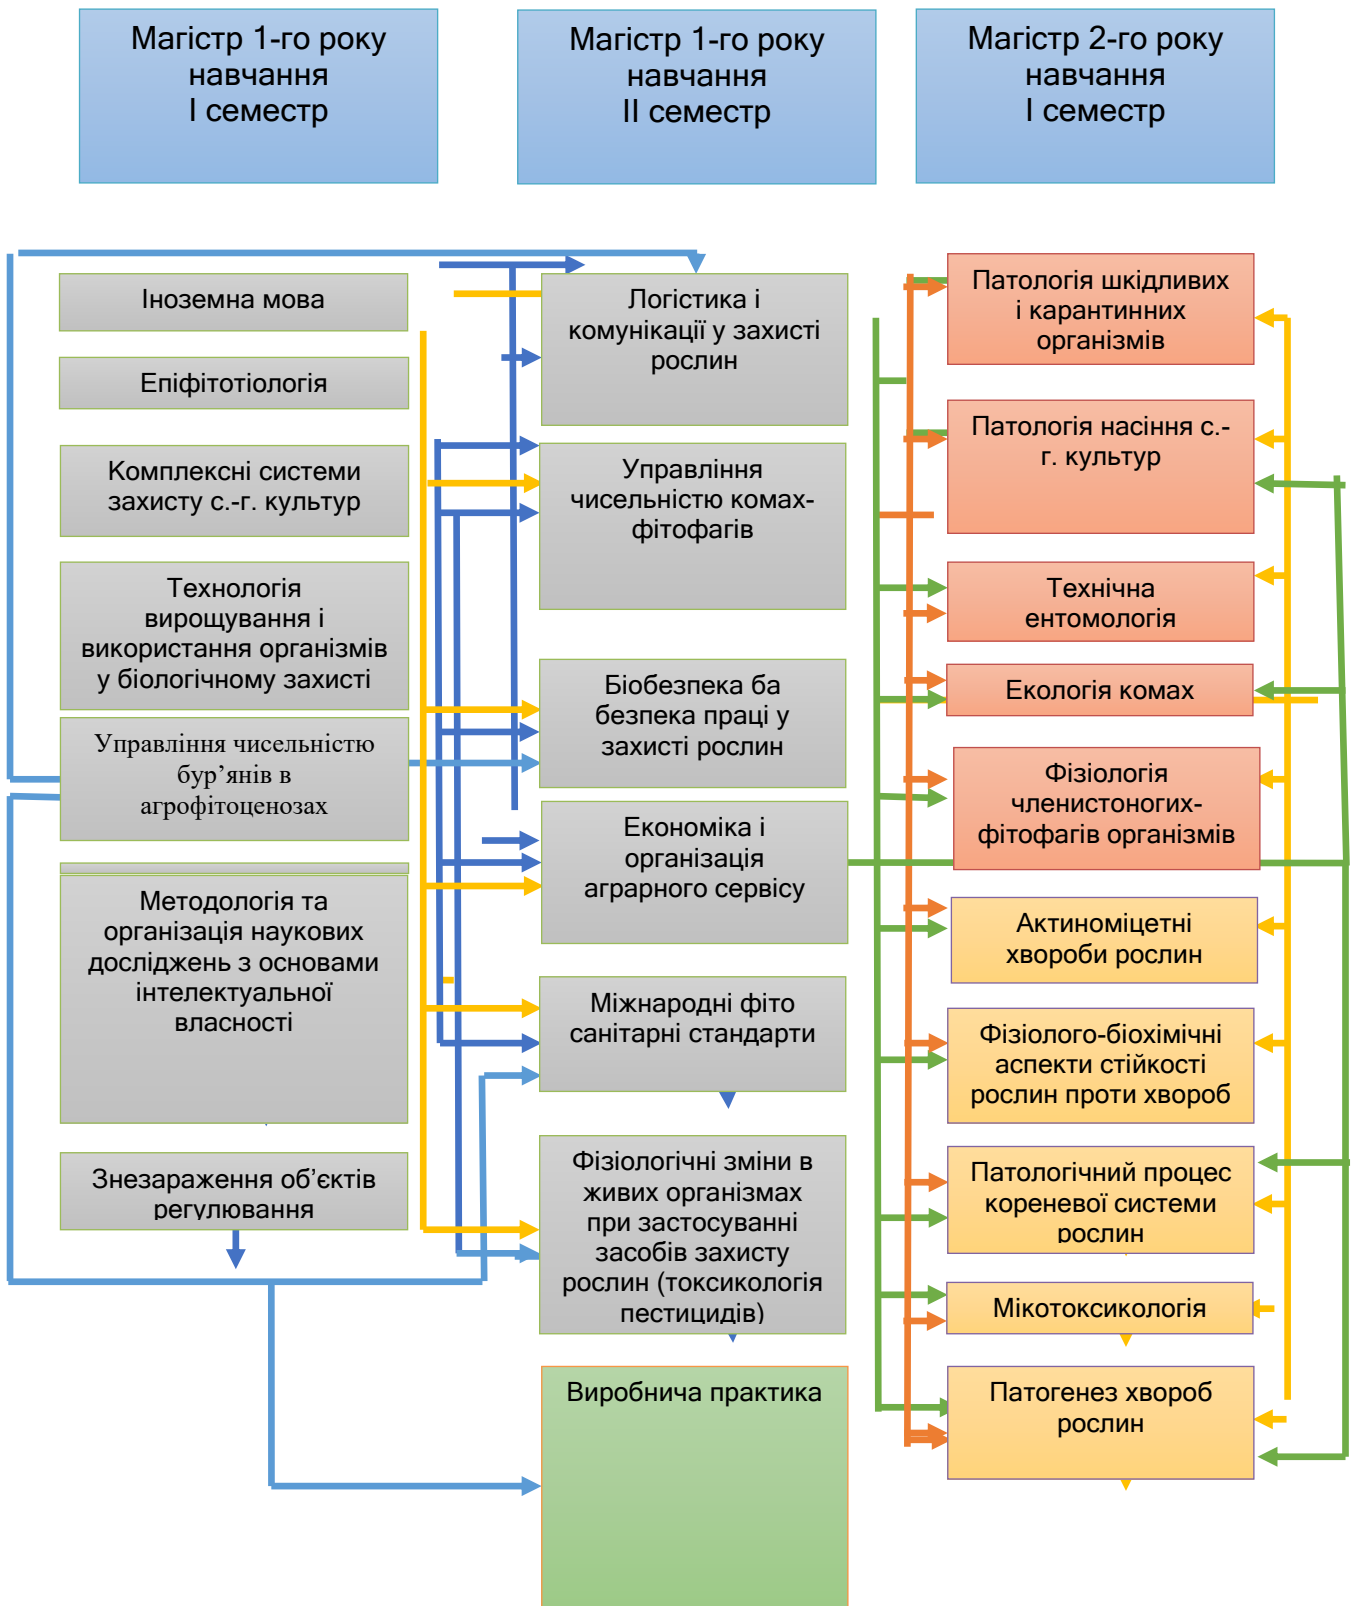 Магістр 1-го року
навчання
І семестр
Магістр 1-го року
навчання
ІІ семестр
Магістр 2-го року
навчання
І семестр
Іноземна мова
Епіфітотіологія
Комплексні системи
захисту с.-г. культур
Технологія
вирощування і
використання організмів
у біологічному захисті
Управління чисельністю
бур’янів в
агрофітоценозах
Методологія та
організація наукових
досліджень з основами
інтелектуальної
власності
Знезараження об’єктів
регулювання
Логістика і
комунікації у захисті
рослин
Управління
чисельністю комах-
фітофагів
Біобезпека ба
безпека праці у
захисті рослин
Економіка і
організація
аграрного сервісу
Міжнародні фіто
санітарні стандарти
Фізіологічні зміни в
живих організмах
при застосуванні
засобів захисту
рослин (токсикологія
пестицидів)
Виробнича практика
Патологія шкідливих
і карантинних
організмів
Патологія насіння с.-
г. культур
Технічна
ентомологія
Екологія комах
Фізіологія
членистоногих-
фітофагів організмів
Актиноміцетні
хвороби рослин
Фізіолого-біохімічні
аспекти стійкості
рослин проти хвороб
Патологічний процес
кореневої системи
рослин
Мікотоксикологія
Патогенез хвороб
рослин